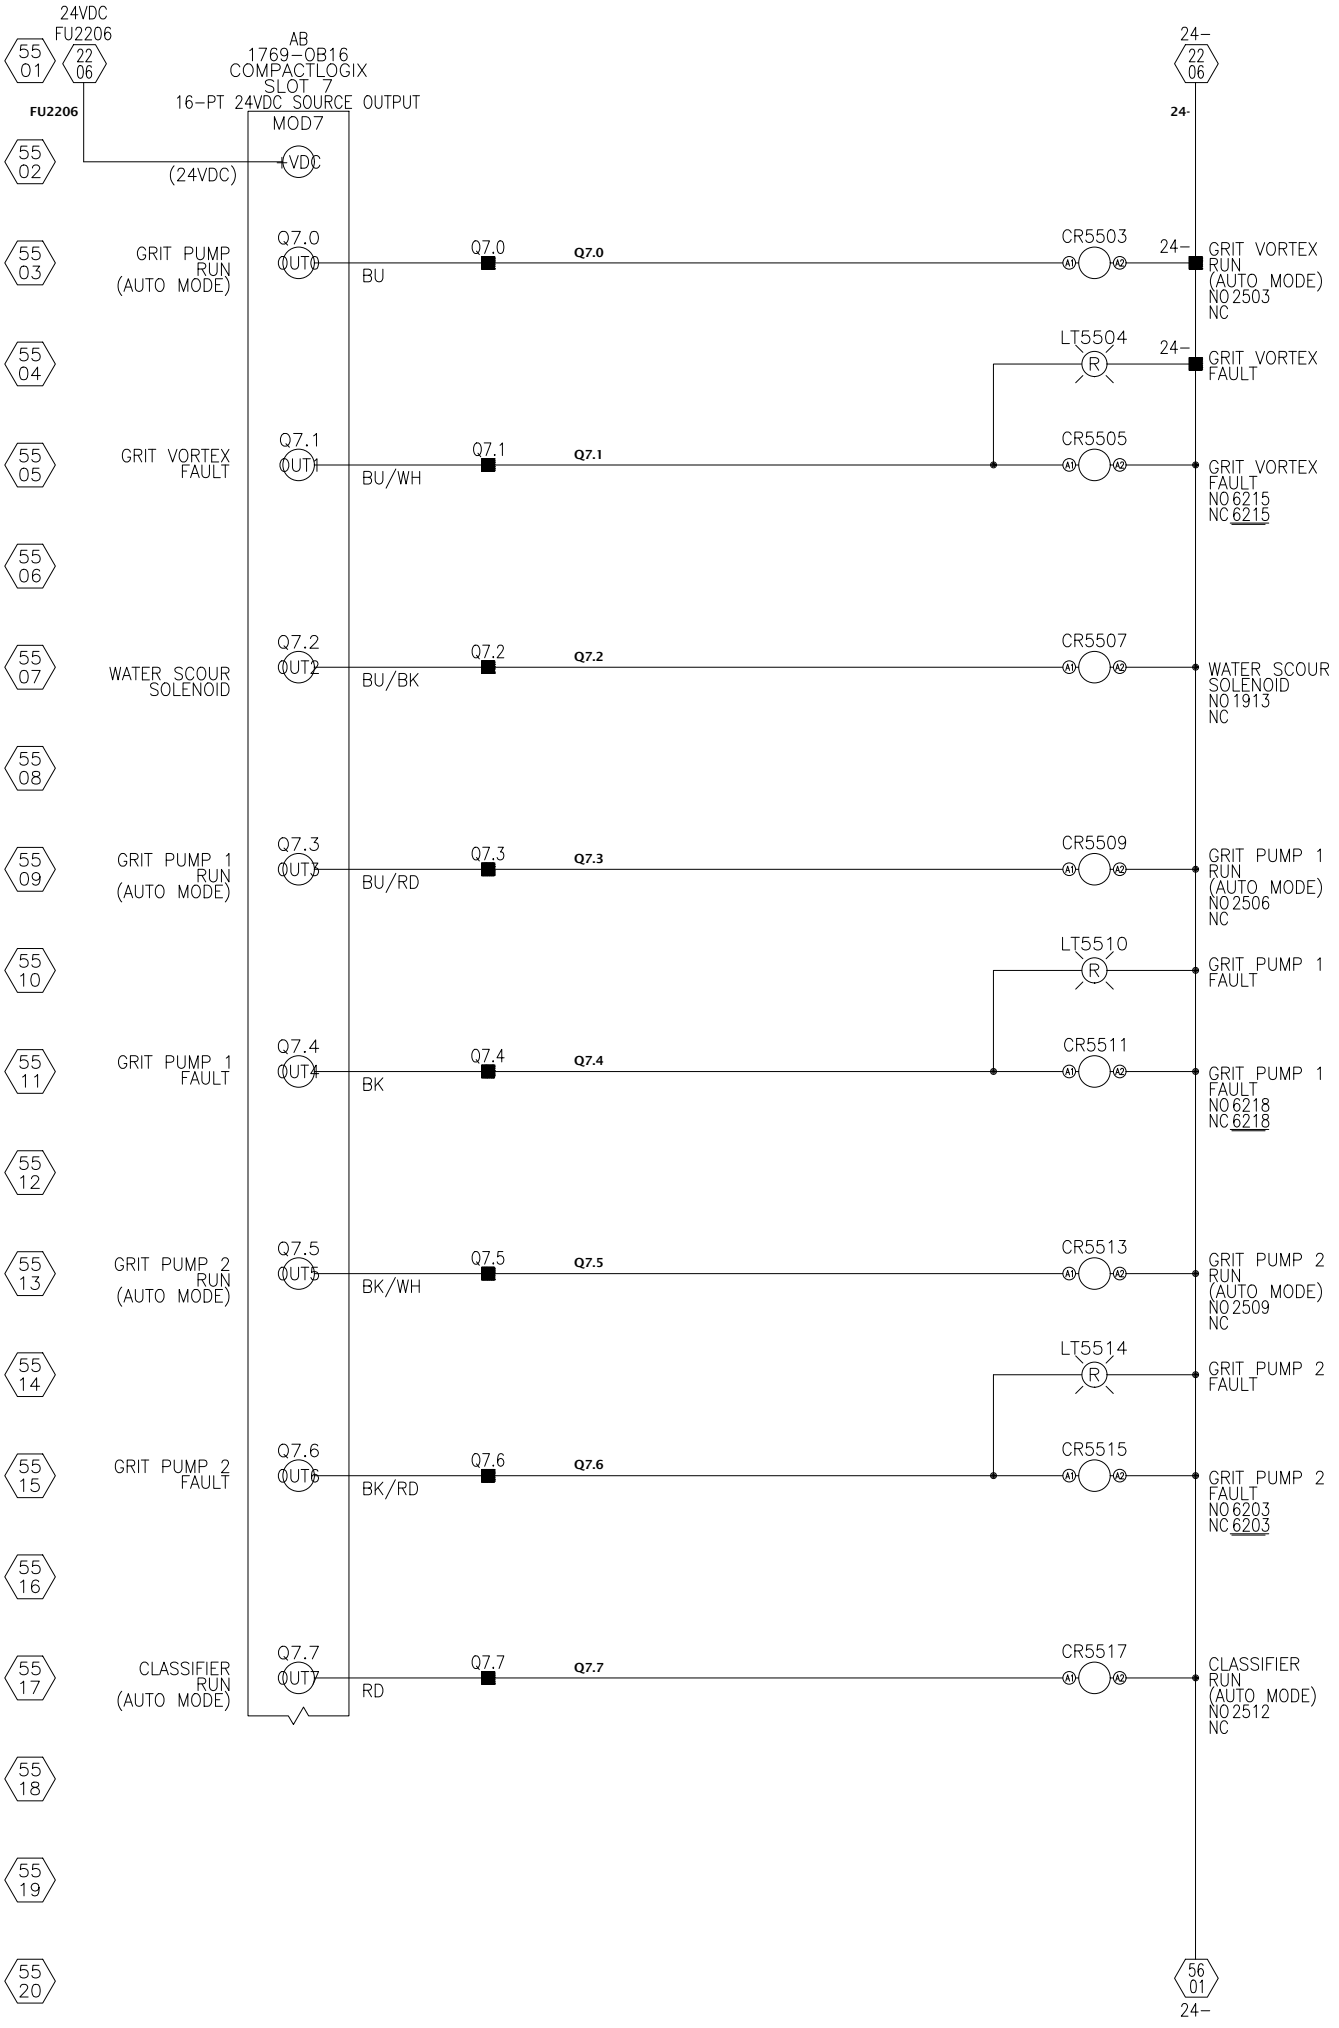 24VDC
FU2206
55
01
22
06
FU2206
AB
1769-OB16
COMPACTLOGIX
SLOT 7
16-PT 24VDC SOURCE OUTPUT
MOD7
24-
22
06
24-
55
02
(24VDC)
+VDC
55
03
GRIT PUMP
RUN
(AUTO MODE)
Q7.0
OUT0
BU
Q7.0
Q7.0
CR5503
A1
A2
24-
GRIT VORTEX
RUN
(AUTO MODE)
NO 2503
NC
55
04
LT5504
R
24-
GRIT VORTEX
FAULT
55
05
GRIT VORTEX
FAULT
Q7.1
OUT1
BU/WH
Q7.1
Q7.1
CR5505
A1
A2
GRIT VORTEX
FAULT
NO 6215
NC 6215
55
06
55
07
WATER SCOUR
SOLENOID
Q7.2
OUT2
BU/BK
Q7.2
Q7.2
CR5507
A1
A2
WATER SCOUR
SOLENOID
NO 1913
NC
55
08
55
09
GRIT PUMP 1
RUN
(AUTO MODE)
Q7.3
OUT3
BU/RD
Q7.3
Q7.3
CR5509
A1
A2
GRIT PUMP 1
RUN
(AUTO MODE)
NO 2506
NC
55
10
LT5510
R
GRIT PUMP 1
FAULT
55
11
GRIT PUMP 1
FAULT
Q7.4
OUT4
BK
Q7.4
Q7.4
CR5511
A1
A2
GRIT PUMP 1
FAULT
NO 6218
NC 6218
55
12
55
13
GRIT PUMP 2
RUN
(AUTO MODE)
Q7.5
OUT5
BK/WH
Q7.5
Q7.5
CR5513
A1
A2
GRIT PUMP 2
RUN
(AUTO MODE)
NO 2509
NC
55
14
LT5514
R
GRIT PUMP 2
FAULT
55
15
GRIT PUMP 2
FAULT
Q7.6
OUT6
BK/RD
Q7.6
Q7.6
CR5515
A1
A2
GRIT PUMP 2
FAULT
NO 6203
NC 6203
55
16
55
17
CLASSIFIER
RUN
(AUTO MODE)
Q7.7
OUT7
RD
Q7.7
Q7.7
CR5517
A1
A2
CLASSIFIER
RUN
(AUTO MODE)
NO 2512
NC
55
18
55
19
55
20
56
01
24-